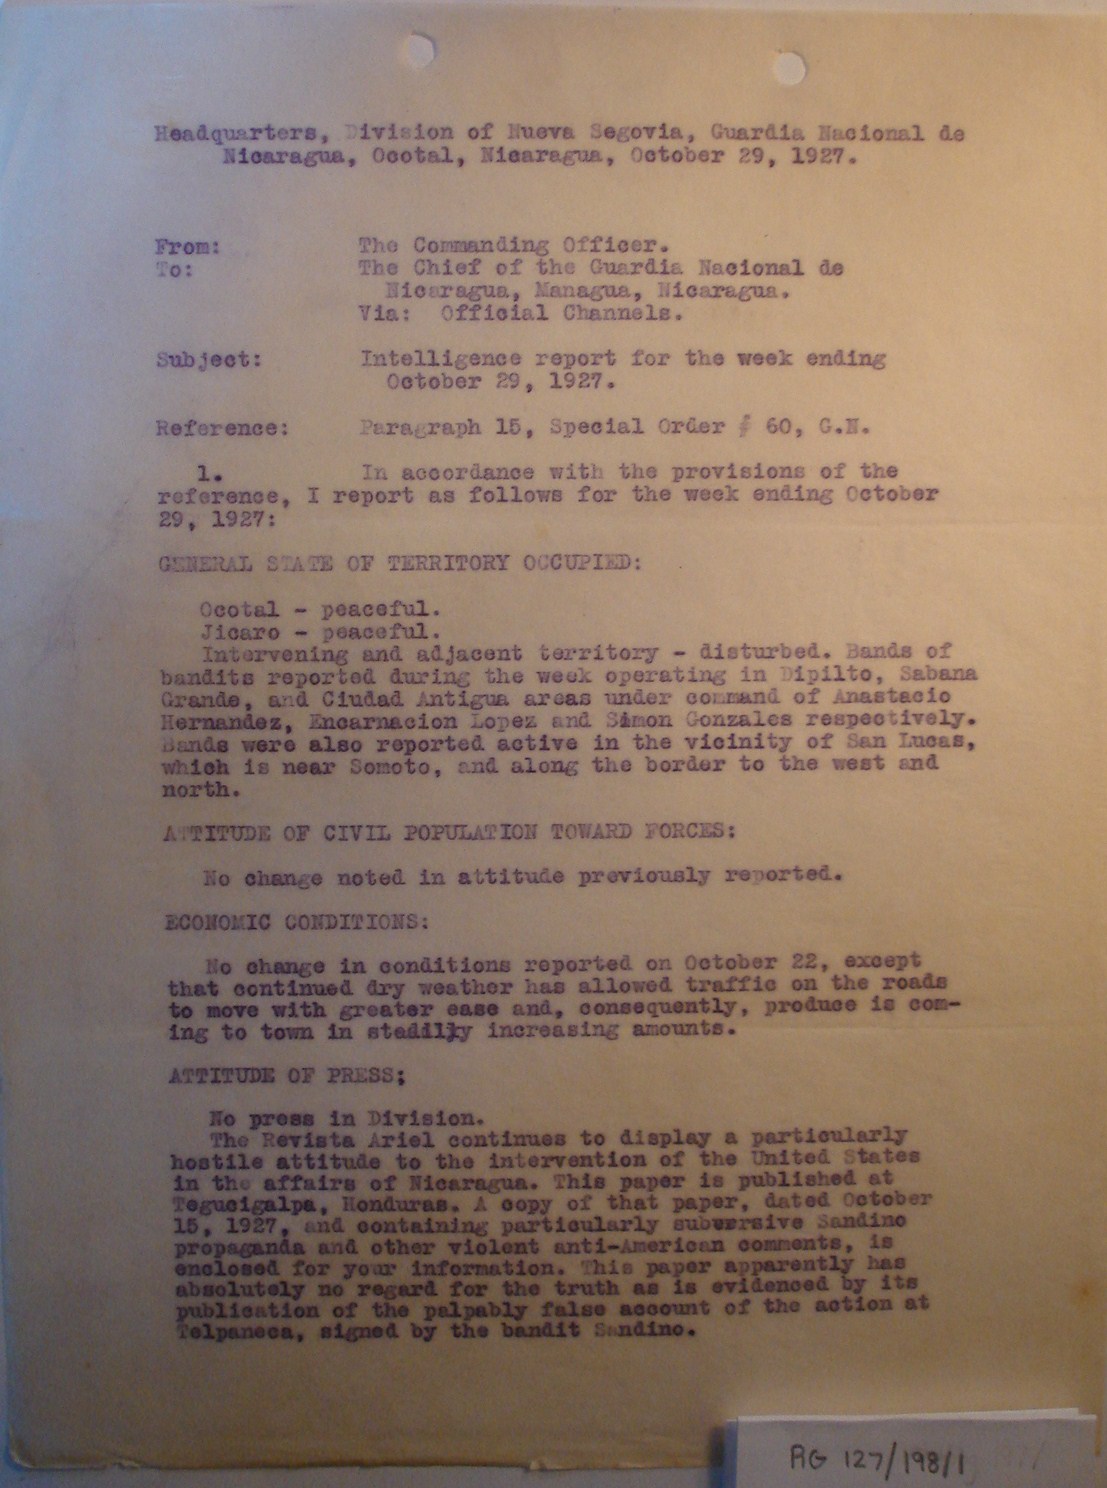 Headquarters, Division of Nueva Segovia, Guardia Nacional de
Nicaragua, Ocotal, Nicaragua, October 29, 1927.
From: The Commanding Officer.
To: The Chief of the Guardia Nacional de
Nicaragua, Managua, Nicaragua.
Via: Official Channels.
Subject: Intelligence report for the week ending
October 29, 1927.
Reference: Paragraph 15, Special Order # 60, G.N.
1. In accordance with the provisions of the
reference, I report as follows for the week ending October
29, 1927:
GENERAL STATE OF TERRITORY OCCUPIED:
Ocotal - peaceful.
Jicaro - peaceful.
Intervening and adjacent territory - disturbed. Bands of
bandits reported during the week operating in Dipilto, Sabana
Grande, and Ciudad Antigua areas under command of Anastacio
Hernandez, Encarnacion Lopez and Simon Gonzales respectively.
Bands were also reported active in the vicinity of San Lucas,
which is near Somoto, and along the border to the west and
north.
ATTITUDE OF CIVIL POPULATION TOWARD FORCES:
No change noted in attitude previously reported.
ECONOMIC CONDITIONS:
No change in conditions reported on October 22, except
that continued dry weather has allowed traffic on the roads
to move with greater ease and, consequently, produce is com-
ing to town in stadilly increasing amounts.
ATTITUDE OF PRESS;
No press in Division.
The Revista Ariel continues to display a particularly
hostile attitude to the intervention of the United States
in the affairs of Nicaragua. This paper is published at
Tegucigalpa, Honduras. A copy of that paper, dated October
15, 1927, and containing particularly subversive Sandino
propaganda and other violent anti-American comments, is
enclosed for your information. This paper apparently has
absolutely no regard for the truth as is evidenced by its
publication of the palpably false account of the action at
Telpaneca, signed by the bandit Sandino.
RG 127/198/1